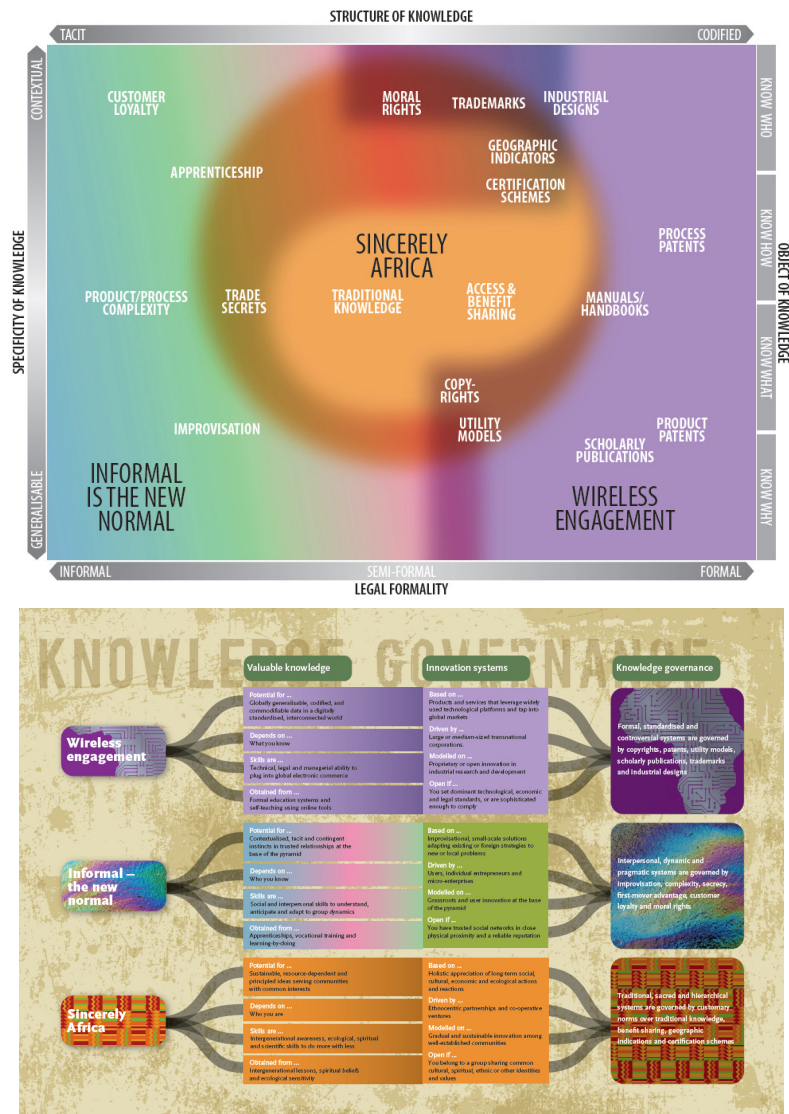 STRUCTURE OF KNOWLEDGE
TACIT
CODIFIED
SPECIFICITY OF KNOWLEDGE
CONTEXTUAL
GENERALISABLE
CUSTOMER
LOYALTY
MORAL
RIGHTS
TRADEMARKS
INDUSTRIAL
DESIGNS
GEOGRAPHIC
INDICATORS
APPRENTICESHIP
CERTIFICATION
SCHEMES
SINCERELY
AFRICA
PROCESS
PATENTS
PRODUCT/PROCESS
COMPLEXITY
TRADE
SECRETS
TRADITIONAL
KNOWLEDGE
ACCESS &
BENEFIT
SHARING
MANUALS/
HANDBOOKS
COPY-
RIGHTS
IMPROVISATION
UTILITY
MODELS
SCHOLARLY
PUBLICATIONS
PRODUCT
PATENTS
INFORMAL
IS THE NEW
NORMAL
WIRELESS
ENGAGEMENT
KNOW WHO
KNOW HOW
KNOW WHAT
KNOW WHY
OBJECT OF KNOWLEDGE
INFORMAL
SEMI-FORMAL
FORMAL
LEGAL FORMALITY
KNOWLEDGE GOVERNANCE
Valuable knowledge
Innovation systems
Knowledge governance
Wireless
engagement
Potential for ...
Globally generalisable, codified, and
commodifiable data in a digitally
standardised, interconnected world
Depends on ...
What you know
Skills are ...
Technical, legal and managerial ability to
plug into global electronic commerce
Obtained from ...
Formal education systems and
self-teaching using online tools
Based on ...
Products and services that leverage widely
used technological platforms and tap into
global markets
Driven by ...
Large or medium-sized transnational
corporations.
Modelled on ...
Proprietary or open innovation in
industrial research and development
Open if ...
You set dominant technological, economic
and legal standards, or are sophisticated
enough to comply
Formal, standardised and
controversial systems are governed
by copyrights, patents, utility models,
scholarly publications, trademarks
and industrial designs
Informal –
the new
normal
Potential for ...
Contextualised, tacit and contingent
instincts in trusted relationships at the
base of the pyramid
Depends on ...
Who you know
Skills are ...
Social and interpersonal skills to understand,
anticipate and adapt to group dynamics
Obtained from ...
Apprenticeships, vocational training and
learning-by-doing
Based on ...
Improvisational, small-scale solutions
adapting existing or foreign strategies to
new or local problems
Driven by ...
Users, individual entrepreneurs and
micro-enterprises
Modelled on ...
Grassroots and user innovation at the base
of the pyramid
Open if ...
You have trusted social networks in close
physical proximity and a reliable reputation
Interpersonal, dynamic and
pragmatic systems are governed by
improvisation, complexity, secrecy,
first-mover advantage, customer
loyalty and moral rights
Sincerely
Africa
Potential for ...
Sustainable, resource-dependent and
principled ideas serving communities
with common interests
Depends on ...
Who you are
Skills are ...
Intergenerational awareness, ecological, spiritual
and scientific skills to do more with less
Obtained from ...
Intergenerational lessons, spiritual beliefs
and ecological sensitivity
Based on ...
Holistic appreciation of long-term social,
cultural, economic and ecological actions
and reactions
Driven by ...
Ethnocentric partnerships and co-operative
ventures
Modelled on ...
Gradual and sustainable innovation among
well-established communities
Open if ...
You belong to a group sharing common
cultural, spiritual, ethnic or other identities
and values
Traditional, sacred and hierarchical
systems are governed by customary
norms over traditional knowledge,
benefit sharing, geographic
indications and certification schemes